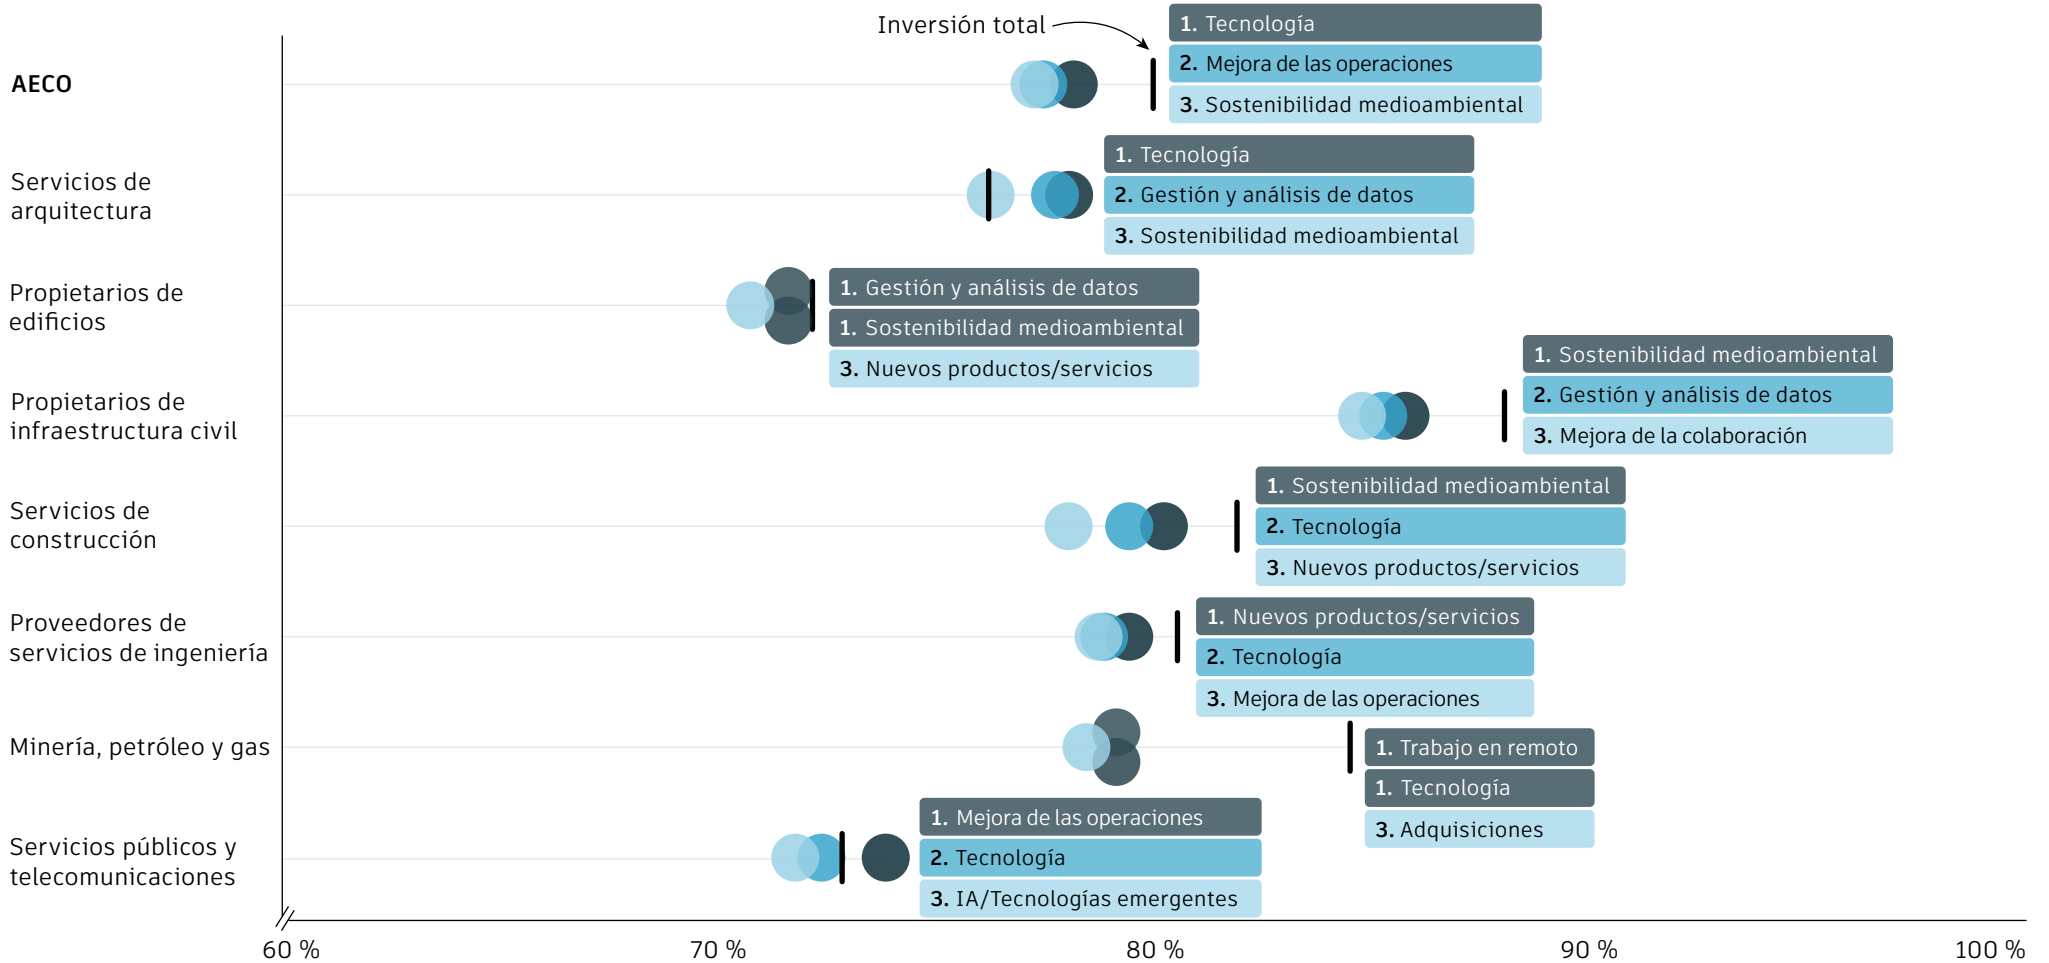 Inversión total
AECO
1. Tecnología
2. Mejora de las operaciones
3. Sostenibilidad medioambiental
Servicios de
arquitectura
1. Tecnología
2. Gestión y análisis de datos
3. Sostenibilidad medioambiental
Propietarios de
edificios
1. Gestión y análisis de datos
1. Sostenibilidad medioambiental
3. Nuevos productos/servicios
Propietarios de
infraestructura civil
1. Sostenibilidad medioambiental
2. Gestión y análisis de datos
3. Mejora de la colaboración
Servicios de
construcción
1. Sostenibilidad medioambiental
2. Tecnología
3. Nuevos productos/servicios
Proveedores de
servicios de ingeniería
1. Nuevos productos/servicios
2. Tecnología
3. Mejora de las operaciones
Minería, petróleo y gas
1. Trabajo en remoto
1. Tecnología
3. Adquisiciones
Servicios públicos y
telecomunicaciones
1. Mejora de las operaciones
2. Tecnología
3. IA/Tecnologías emergentes
60 % 70 % 80 % 90 % 100 %